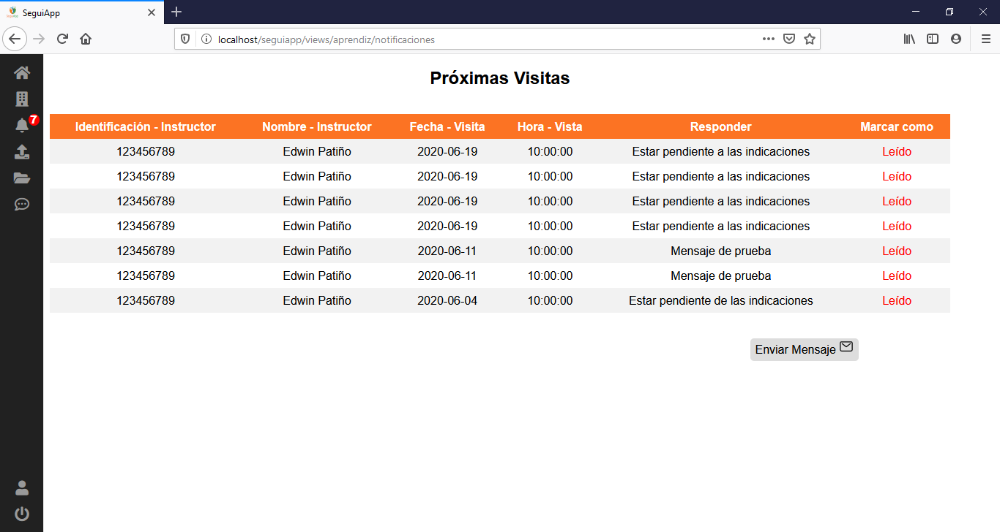 SeguiApp
localhost/seguiapp/views/aprendiz/notificaciones
7
Próximas Visitas
Identificación - Instructor Nombre - Instructor Fecha - Visita Hora - Vista Responder Marcar como
123456789 Edwin Patiño 2020-06-19 10:00:00 Estar pendiente a las indicaciones Leído
123456789 Edwin Patiño 2020-06-19 10:00:00 Estar pendiente a las indicaciones Leído
123456789 Edwin Patiño 2020-06-19 10:00:00 Estar pendiente a las indicaciones Leído
123456789 Edwin Patiño 2020-06-19 10:00:00 Estar pendiente a las indicaciones Leído
123456789 Edwin Patiño 2020-06-11 10:00:00 Mensaje de prueba Leído
123456789 Edwin Patiño 2020-06-11 10:00:00 Mensaje de prueba Leído
123456789 Edwin Patiño 2020-06-04 10:00:00 Estar pendiente de las indicaciones Leído
Enviar Mensaje